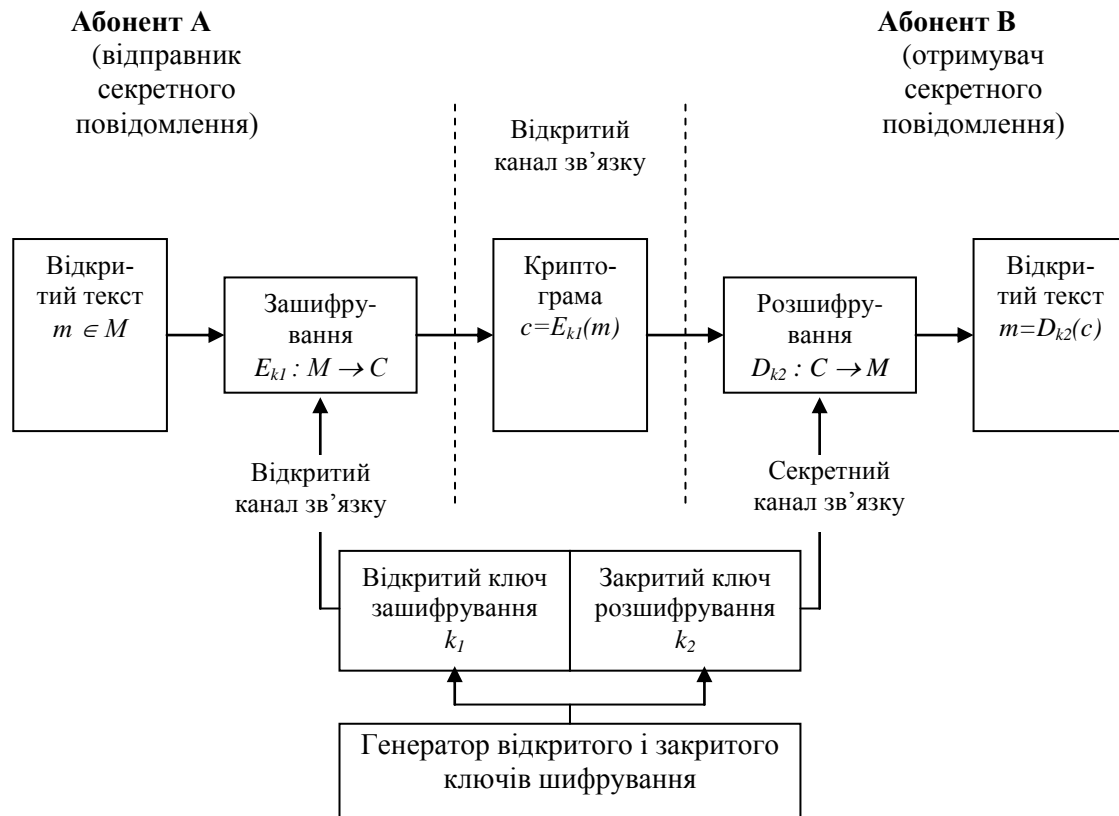 Абонент А
(відправник
секретного
повідомлення)
Абонент В
(отримувач
секретного
повідомлення)
Відкритий
канал зв’язку
Відкри-
тий текст
m ∈ M
Зашифру-
вання
Ek1 : M → C
Крипто-
грама
c=Ek1(m)
Розшифру-
вання
Dk2 : C → M
Відкри-
тий текст
m=Dk2(c)
Відкритий
канал зв’язку
Секретний
канал зв’язку
Відкритий ключ
зашифрування
k1
Закритий ключ
розшифрування
k2
Генератор відкритого і закритого
ключів шифрування